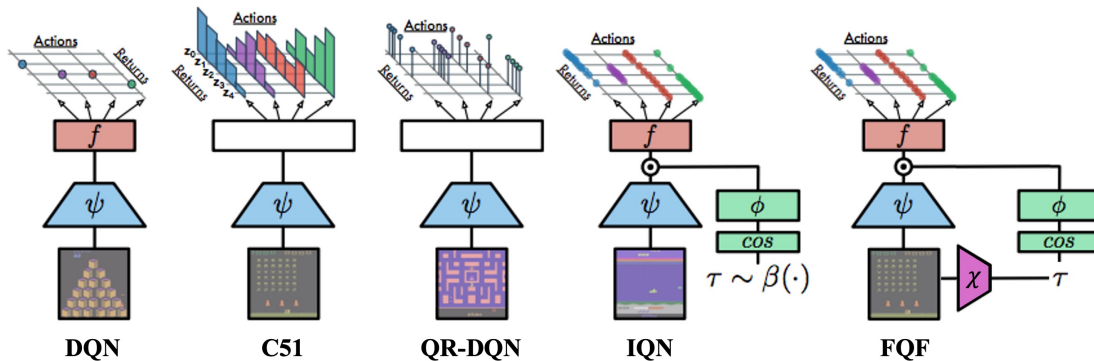 Actions
Returns
f
ψ
DQN
Actions
z₀
z₁
z₂
z₃
z₄
Returns
ψ
C51
Actions
Returns
ψ
QR-DQN
Actions
Returns
f
ψ
ϕ
cos
τ ∼ β(·)
IQN
Actions
Returns
f
ψ
ϕ
cos
χ
τ
FQF